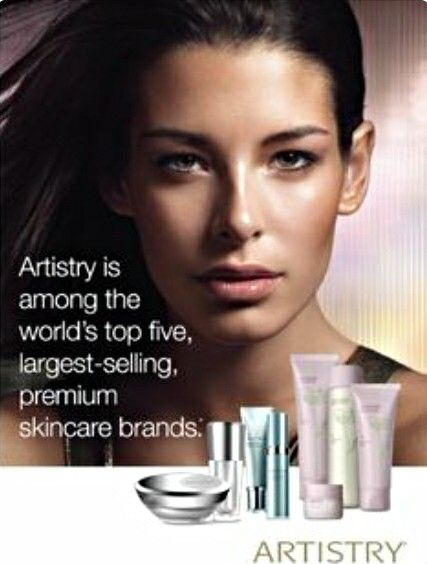 Artistry is
among the
world's top five,
largest-selling,
premium
skincare brands.*
ARTISTRY®